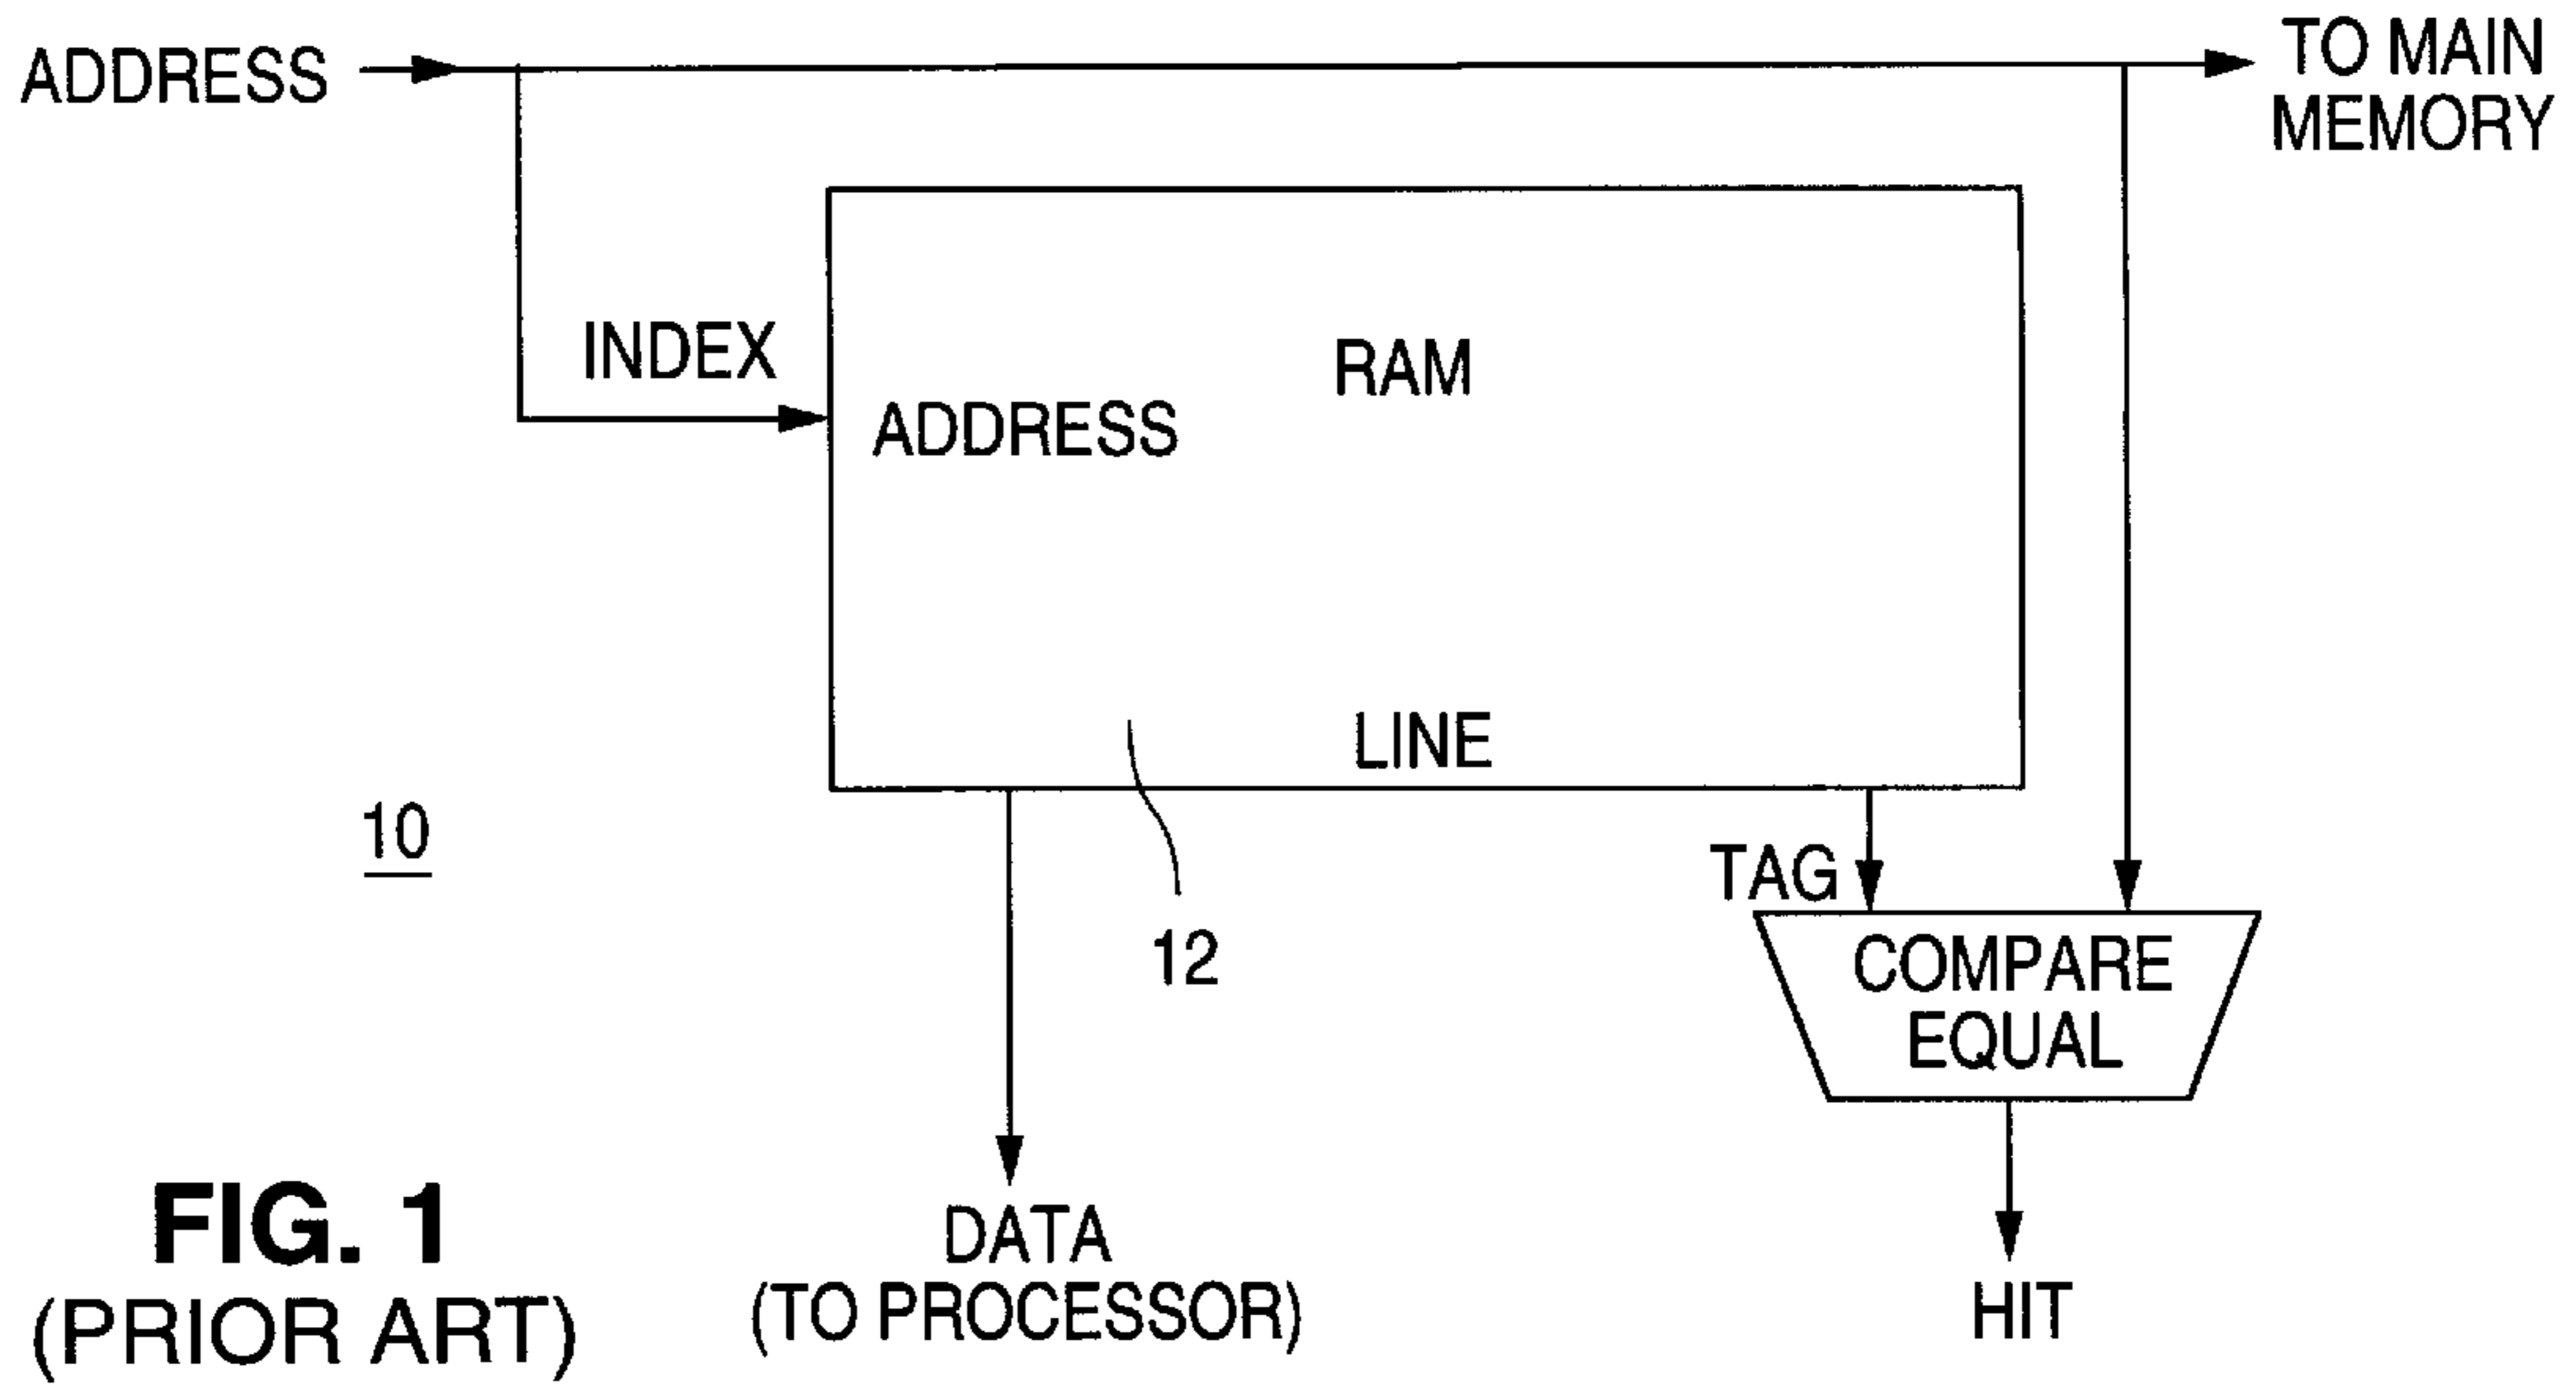 ADDRESS
TO MAIN
MEMORY
INDEX
RAM
ADDRESS
LINE
10
TAG
12
COMPARE
EQUAL
DATA
(TO PROCESSOR)
HIT
FIG. 1
(PRIOR ART)